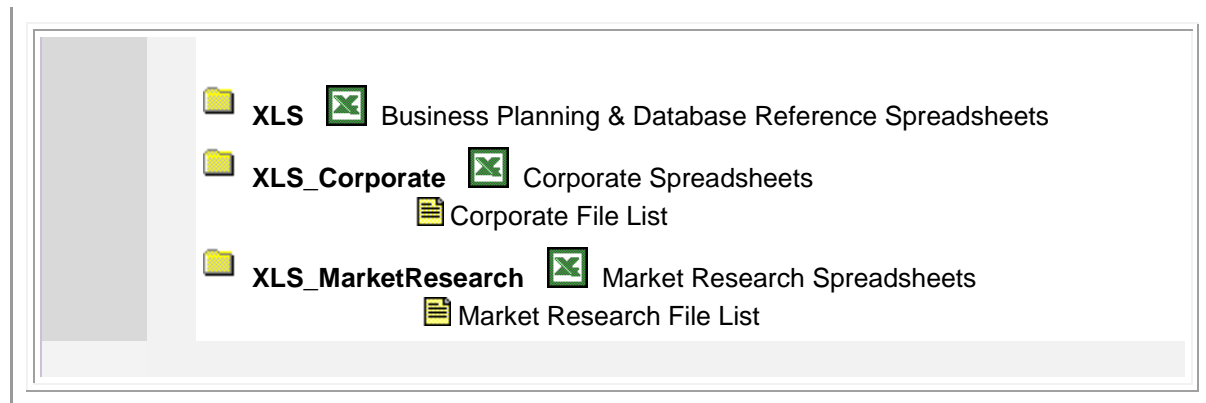 XLS Business Planning & Database Reference Spreadsheets
XLS_Corporate Corporate Spreadsheets
Corporate File List
XLS_MarketResearch Market Research Spreadsheets
Market Research File List